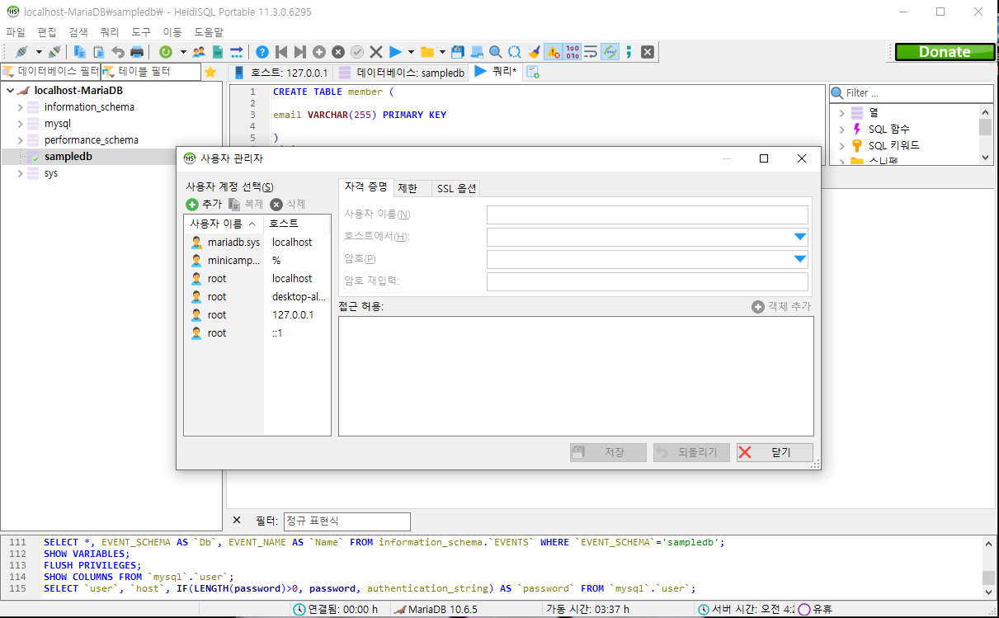 localhost-MariaDB₩sampledb₩ - HeidiSQL Portable 11.3.0.6295
파일 편집 검색 쿼리 도구 이동 도움말
Donate
데이터베이스 필터 테이블 필터 호스트: 127.0.0.1 데이터베이스: sampledb 쿼리*
localhost-MariaDB
information_schema
mysql
performance_schema
sampledb
sys
1 CREATE TABLE member (
2
3 email VARCHAR(255) PRIMARY KEY
4
5 )
Filter ...
열
SQL 함수
SQL 키워드
스니펫
사용자 관리자
사용자 계정 선택(S)
추가 복제 삭제
사용자 이름 호스트
mariadb.sys localhost
minicamp... %
root localhost
root desktop-al...
root 127.0.0.1
root ::1
자격 증명 제한 SSL 옵션
사용자 이름(N)
호스트에서(H):
암호(P)
암호 재입력:
접근 허용: 객체 추가
저장 되돌리기 닫기
필터: 정규 표현식
111 SELECT *, EVENT_SCHEMA AS `Db`, EVENT_NAME AS `Name` FROM information_schema.`EVENTS` WHERE `EVENT_SCHEMA`='sampledb';
112 SHOW VARIABLES;
113 FLUSH PRIVILEGES;
114 SHOW COLUMNS FROM `mysql`.`user`;
115 SELECT `user`, `host`, IF(LENGTH(password)>0, password, authentication_string) AS `password` FROM `mysql`.`user`;
연결됨: 00:00 h MariaDB 10.6.5 가동 시간: 03:37 h 서버 시간: 오전 4:2 유휴